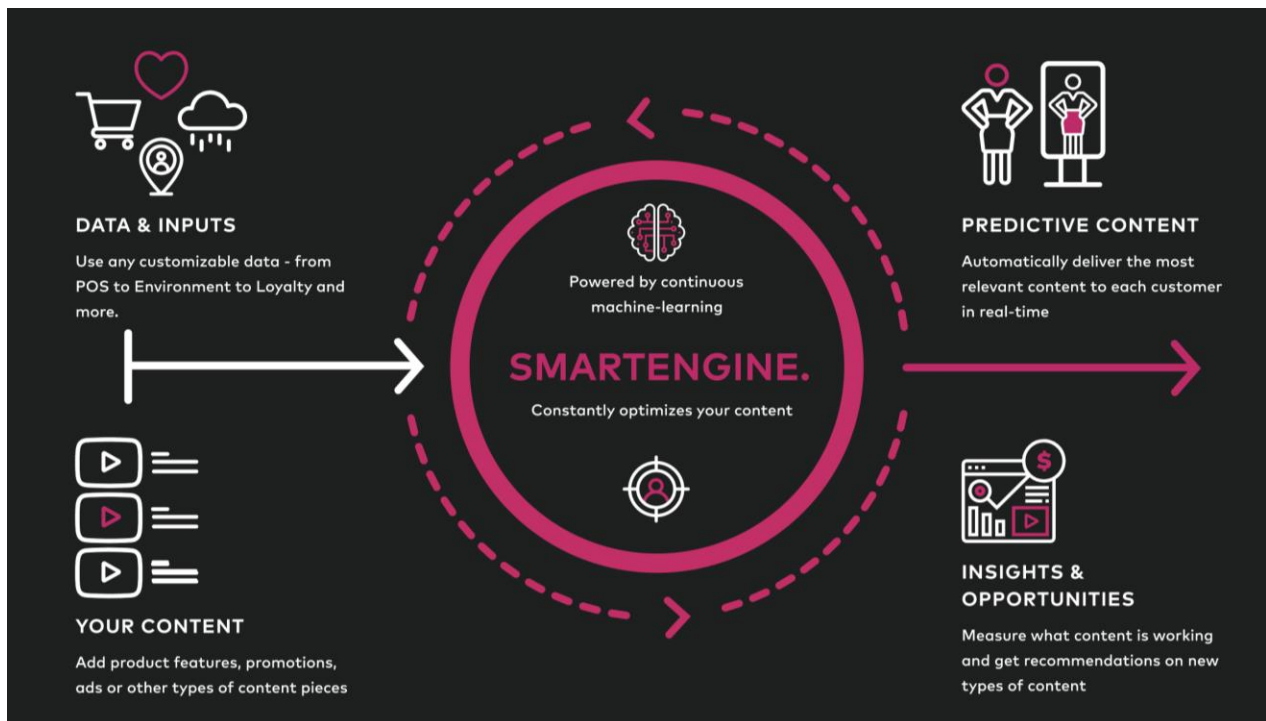 DATA & INPUTS
Use any customizable data - from
POS to Environment to Loyalty and
more.
YOUR CONTENT
Add product features, promotions,
ads or other types of content pieces
Powered by continuous
machine-learning
SMARTENGINE.
Constantly optimizes your content
PREDICTIVE CONTENT
Automatically deliver the most
relevant content to each customer
in real-time
$
INSIGHTS &
OPPORTUNITIES
Measure what content is working
and get recommendations on new
types of content